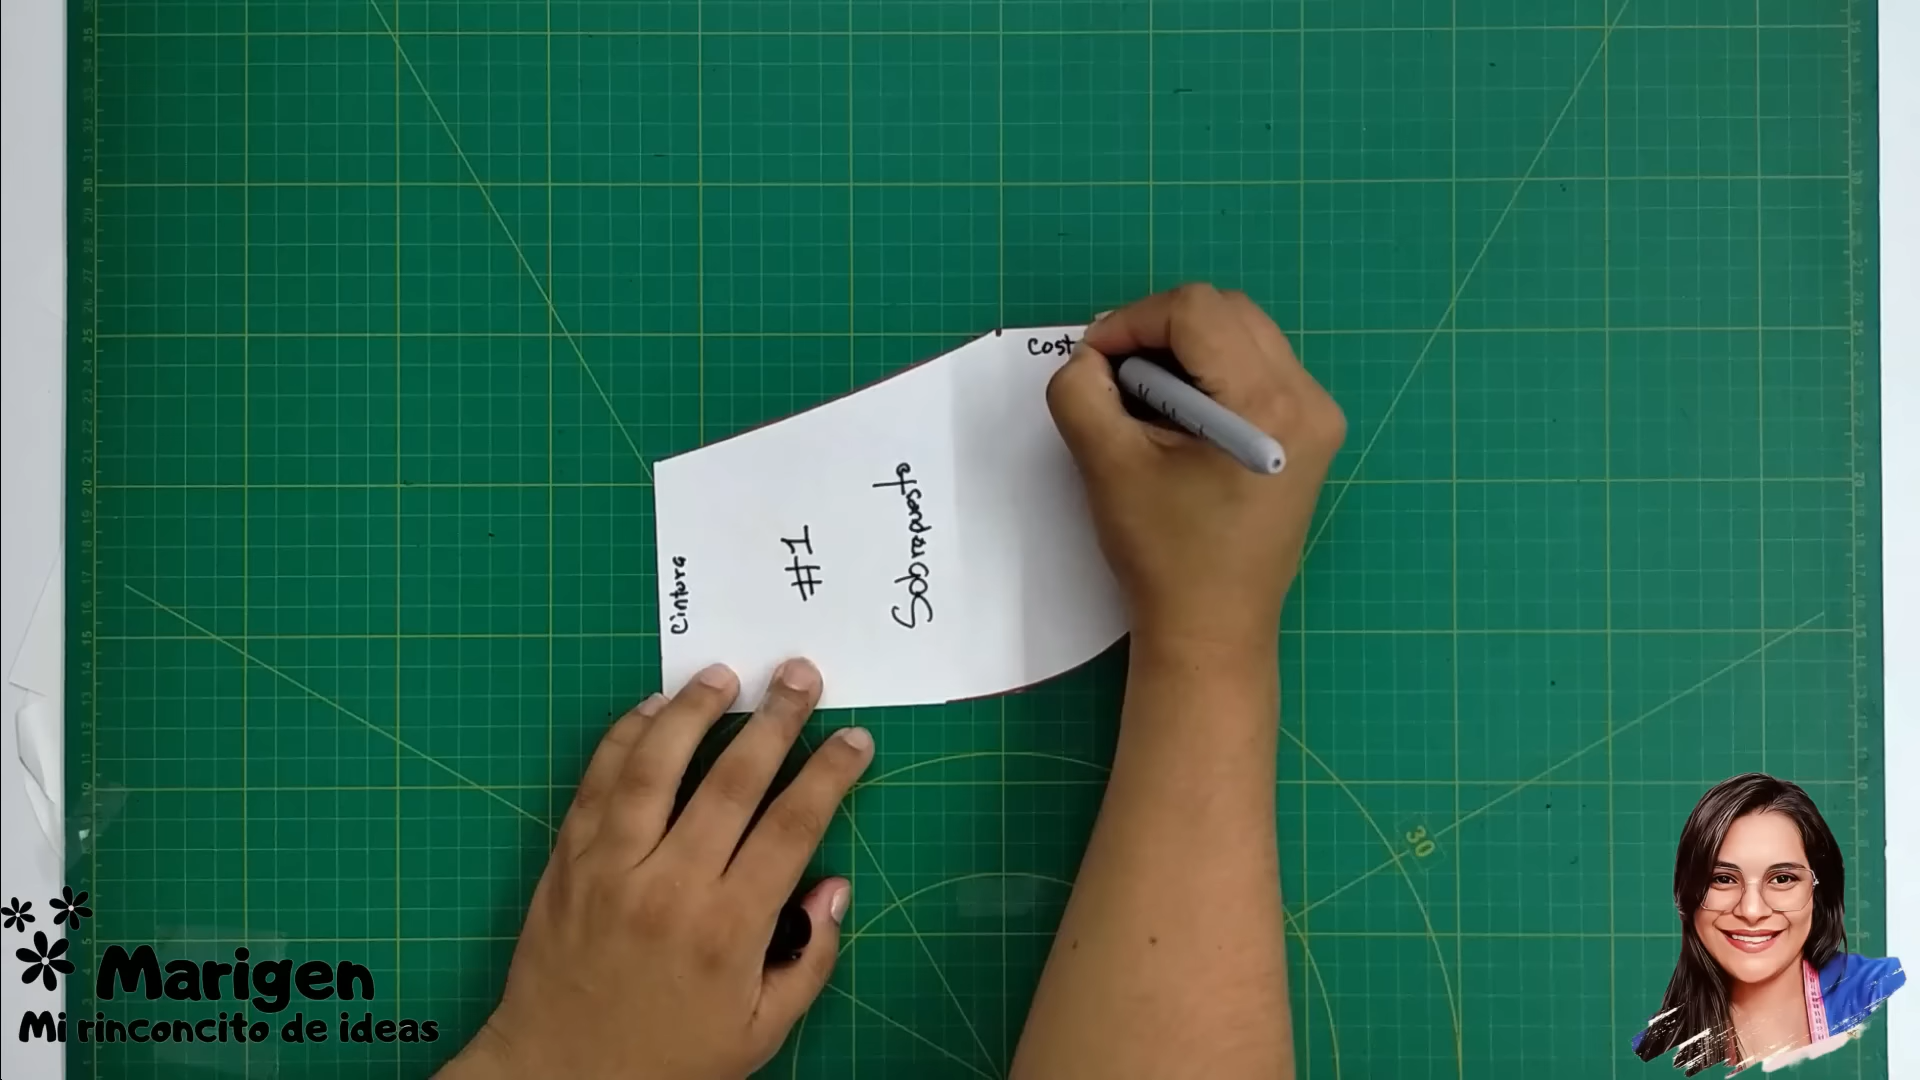 Cintura
#1
Sobrepuesta
Cost
30
Marigen
Mi rinconcito de ideas